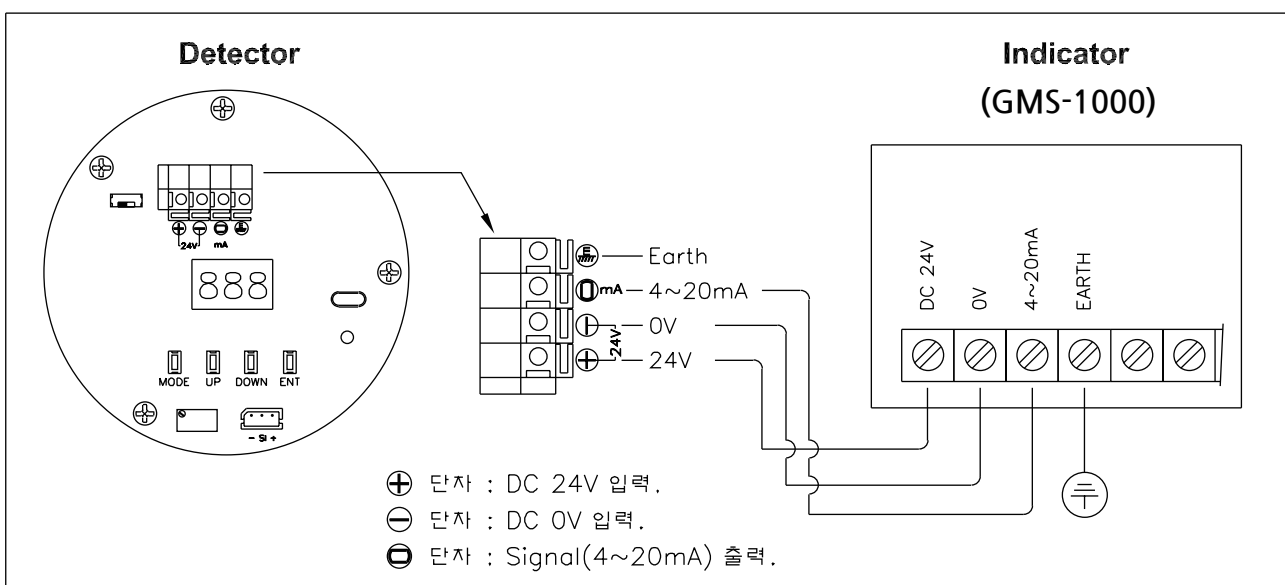 Detector
Indicator
(GMS-1000)
24V
mA
888
MODE UP DOWN ENT
- SI +
E
Earth
mA
4~20mA
0V
24V
24V
DC 24V
0V
4~20mA
EARTH
단자 : DC 24V 입력.
단자 : DC 0V 입력.
단자 : Signal(4~20mA) 출력.